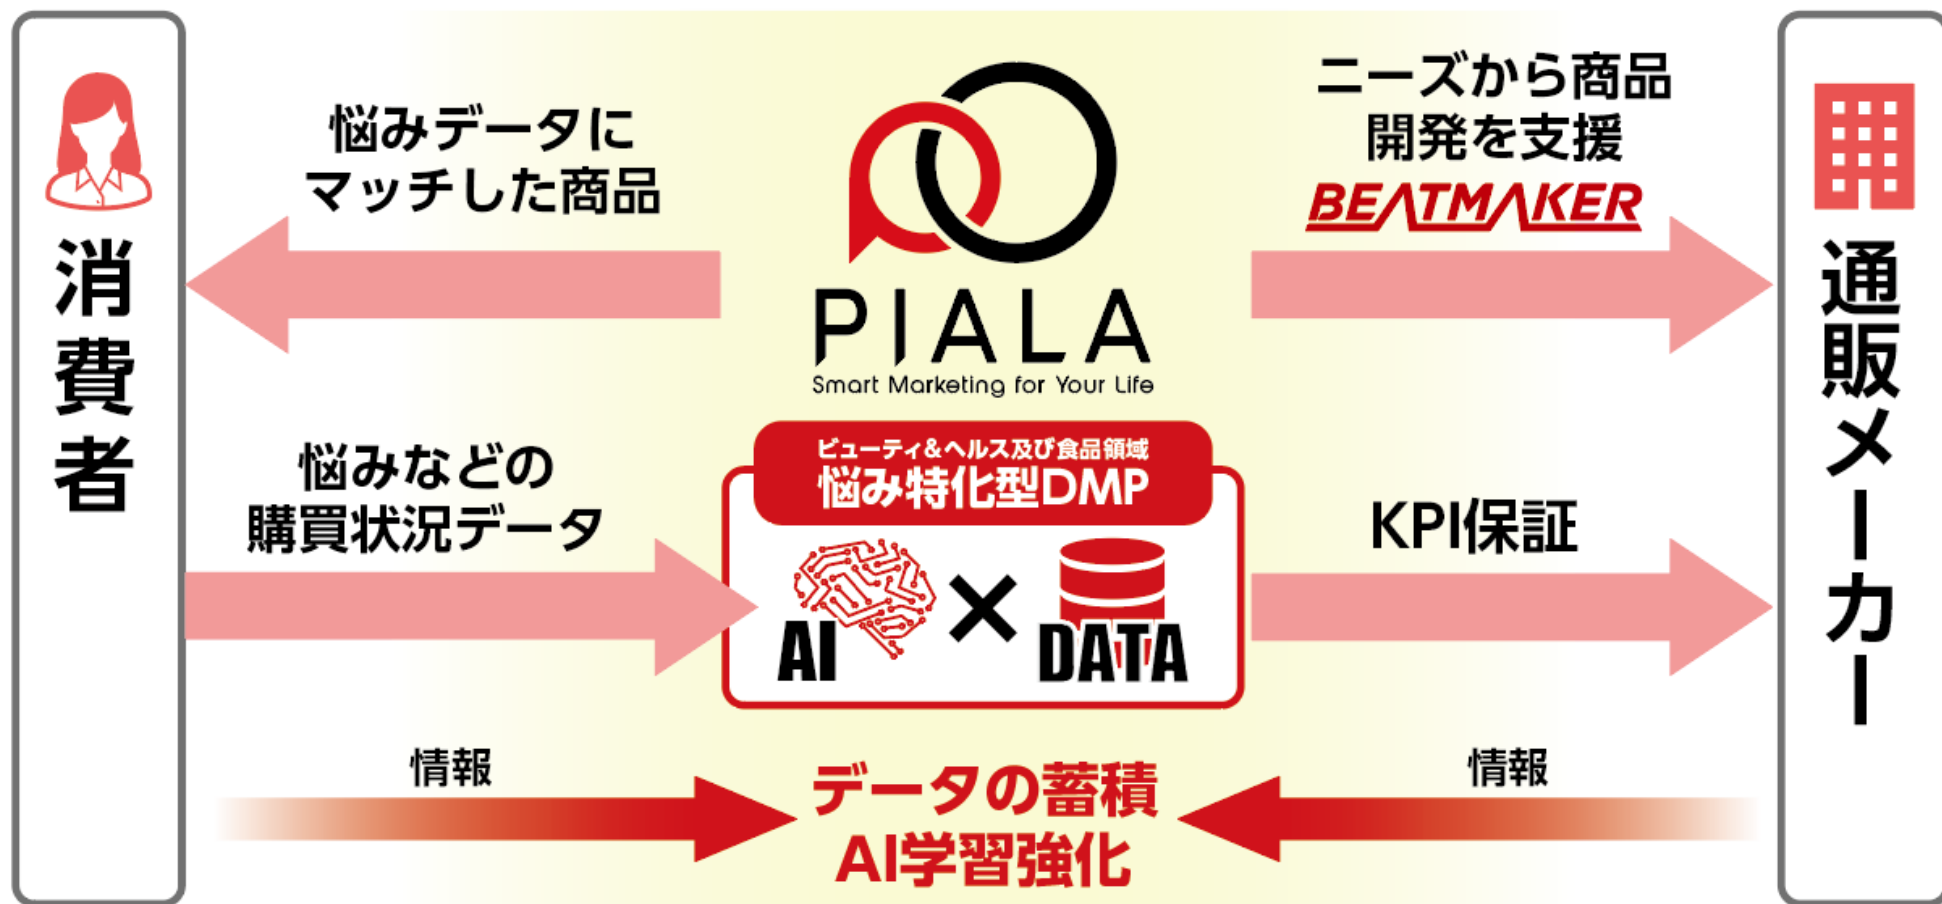 消費者
悩みデータに
マッチした商品
悩みなどの
購買状況データ
情報
PIALA
Smart Marketing for Your Life
ビューティ&ヘルス及び食品領域
悩み特化型DMP
AI × DATA
データの蓄積
AI学習強化
ニーズから商品
開発を支援
BEATMAKER
KPI保証
情報
通販メーカー